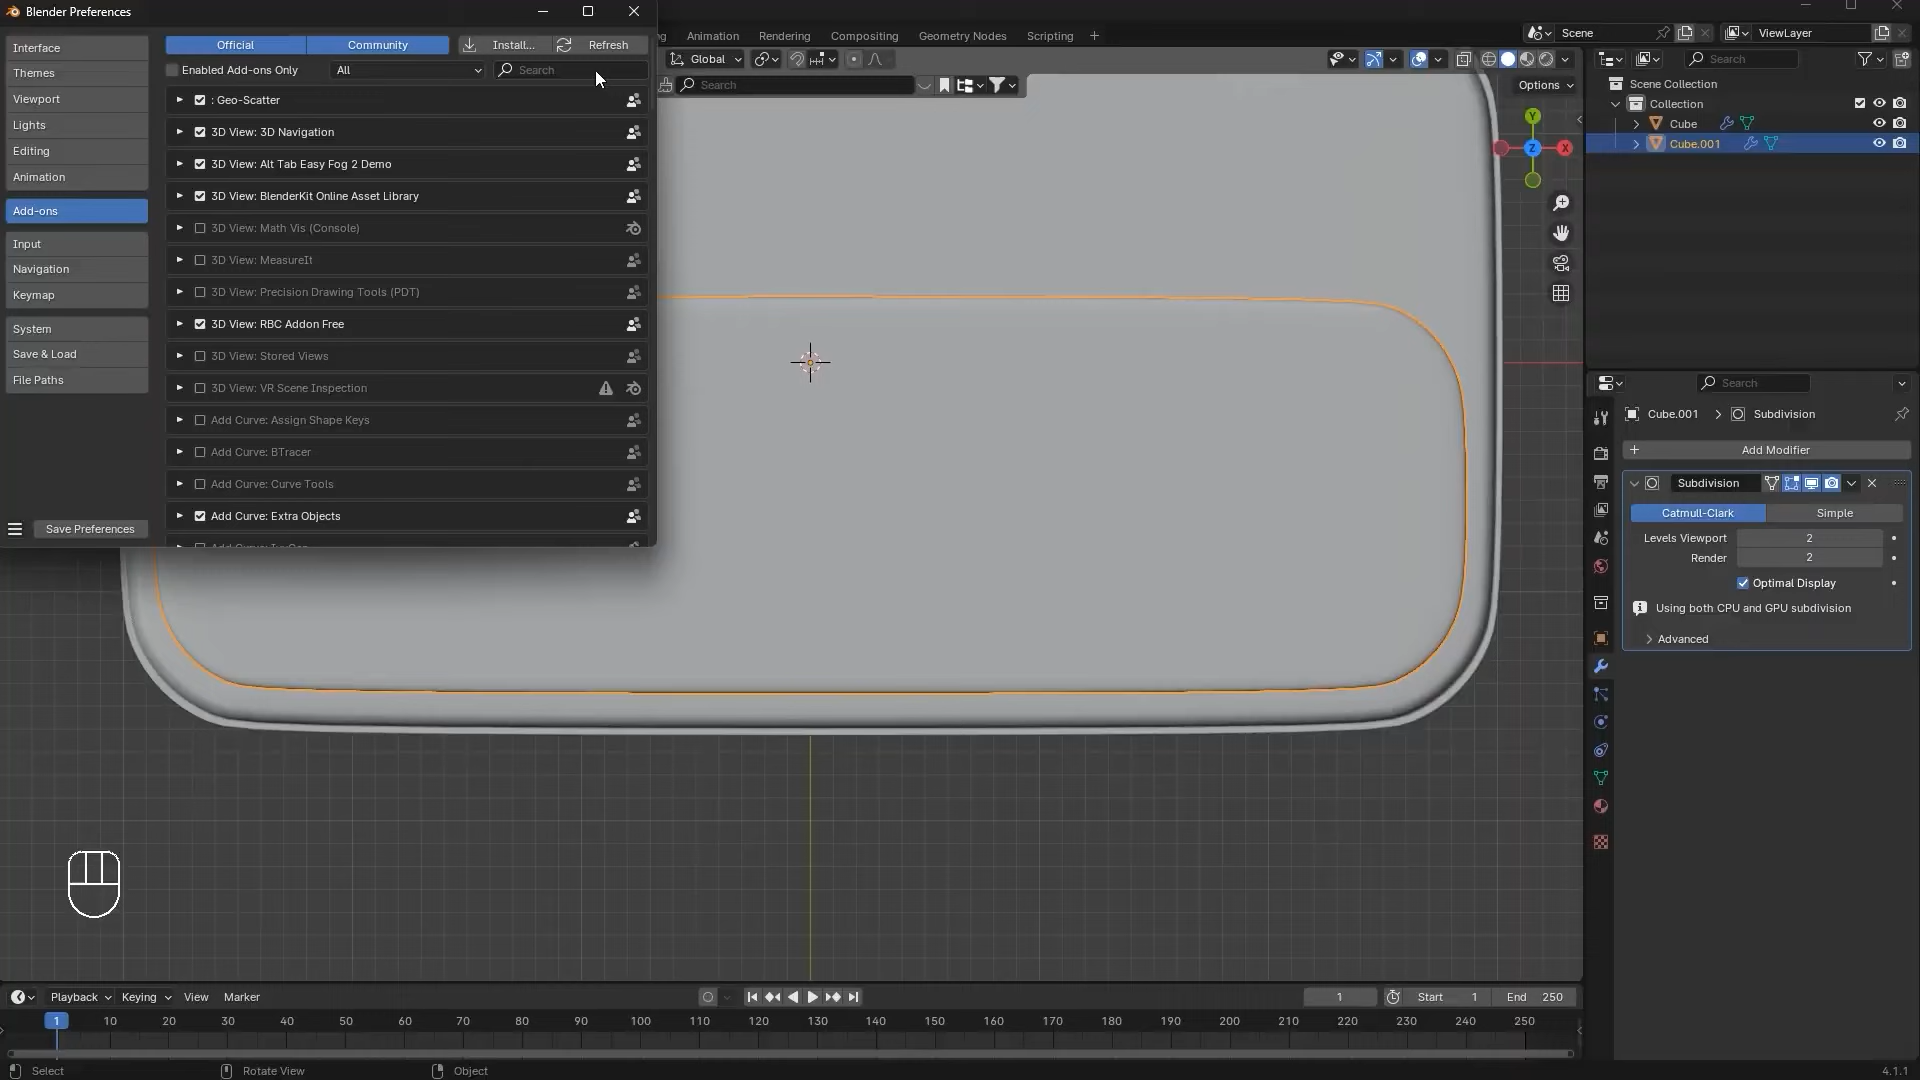 Blender Preferences
Interface
Themes
Viewport
Lights
Editing
Animation
Add-ons
Input
Navigation
Keymap
System
Save & Load
File Paths
Save Preferences
Official Community Install... Refresh
Enabled Add-ons Only All Search
: Geo-Scatter
3D View: 3D Navigation
3D View: Alt Tab Easy Fog 2 Demo
3D View: BlenderKit Online Asset Library
3D View: Math Vis (Console)
3D View: MeasureIt
3D View: Precision Drawing Tools (PDT)
3D View: RBC Addon Free
3D View: Stored Views
3D View: VR Scene Inspection
Add Curve: Assign Shape Keys
Add Curve: BTracer
Add Curve: Curve Tools
Add Curve: Extra Objects
Animation Rendering Compositing Geometry Nodes Scripting
Global
Search
Options
Y
Z
X
Scene ViewLayer
Search
Scene Collection
Collection
Cube
Cube.001
Search
Cube.001 Subdivision
Add Modifier
Subdivision
Catmull-Clark Simple
Levels Viewport 2
Render 2
Optimal Display
Using both CPU and GPU subdivision
Advanced
Playback Keying View Marker 1 Start 1 End 250
1 10 20 30 40 50 60 70 80 90 100 110 120 130 140 150 160 170 180 190 200 210 220 230 240 250
Select Rotate View Object 4.1.1